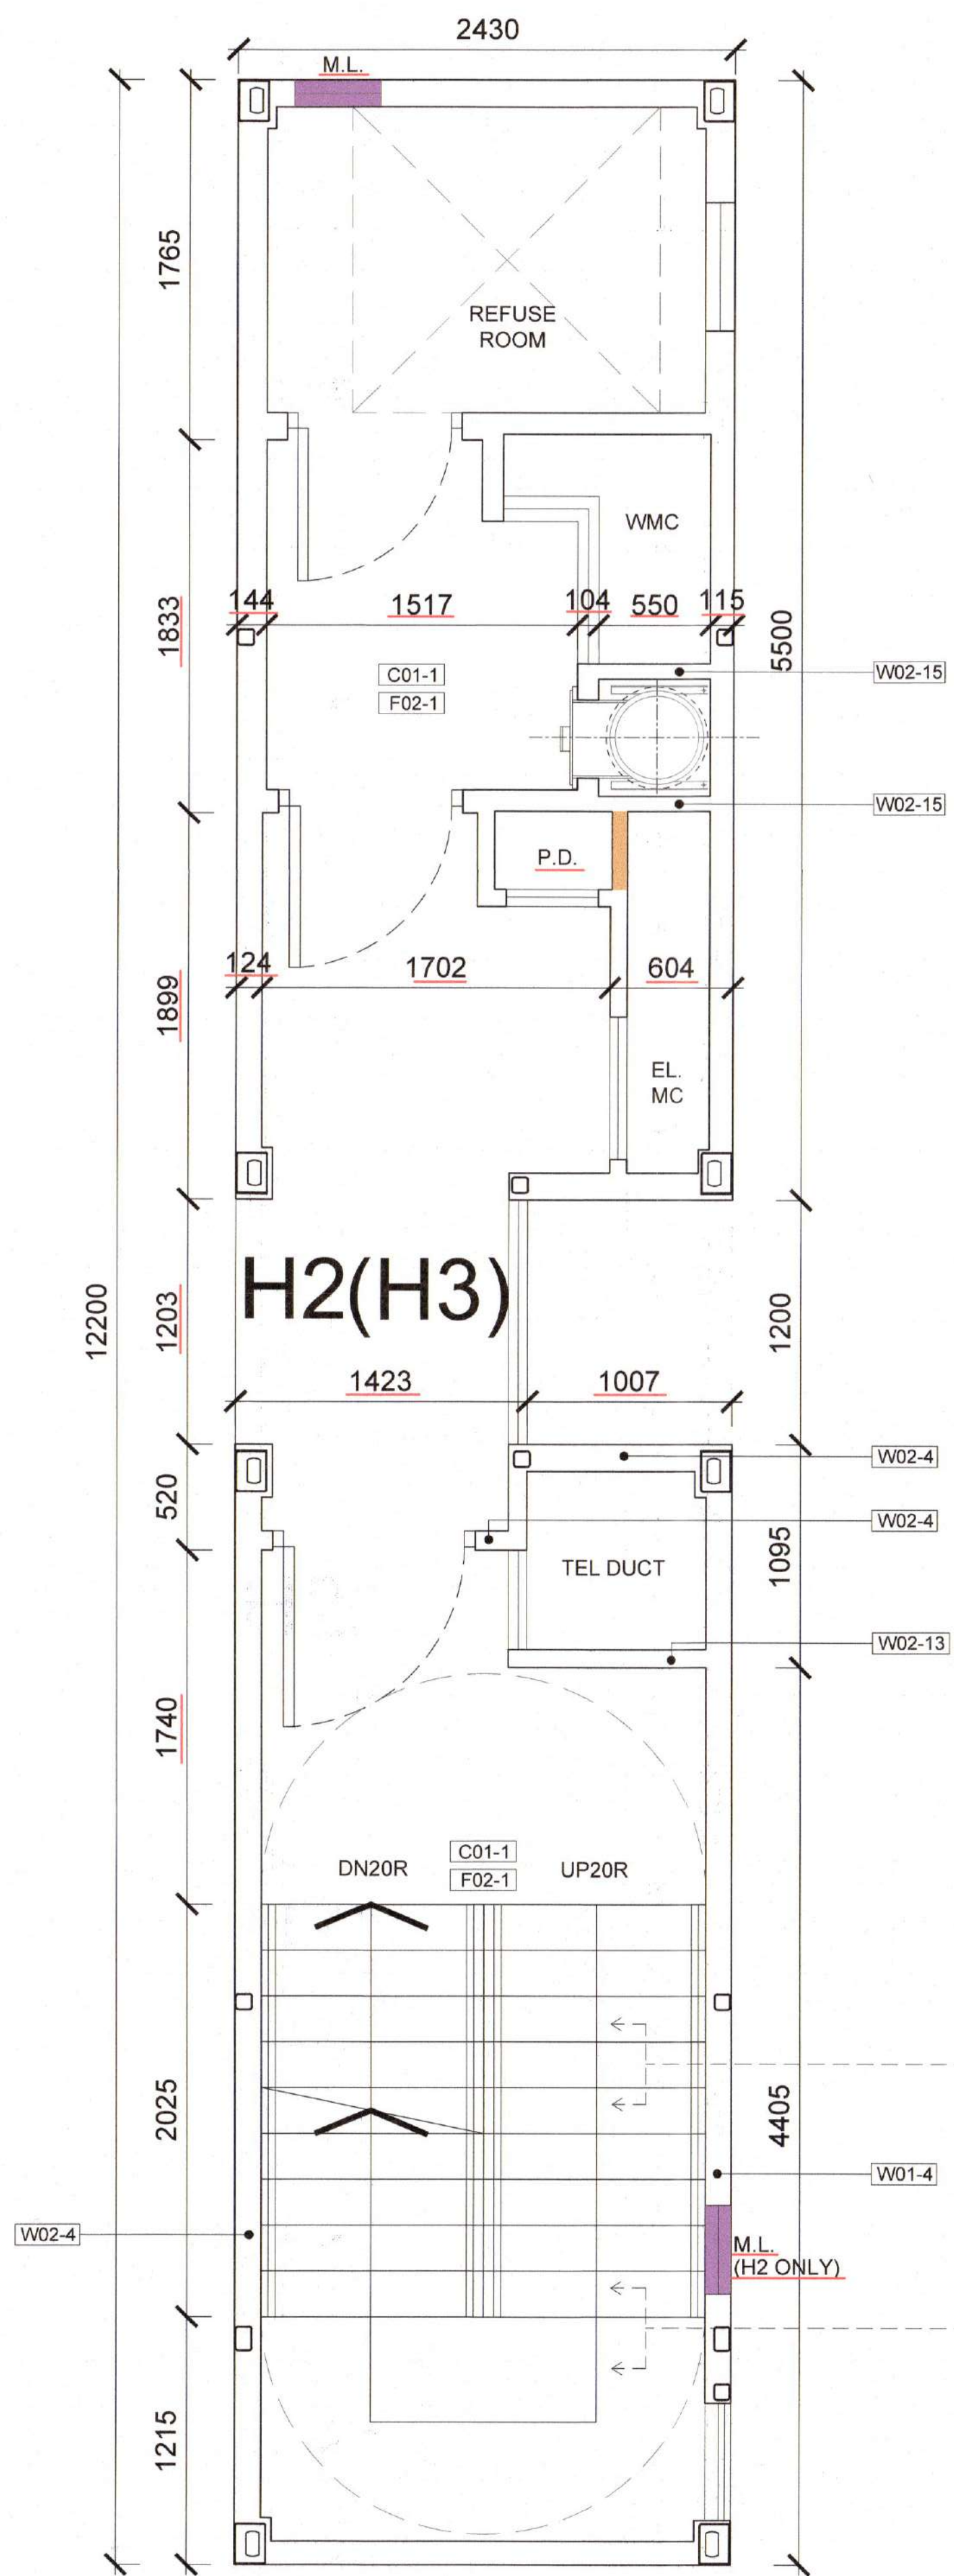 2430
M.L.
1765
REFUSE
ROOM
WMC
144
1517
104
550
115
1833
5500
C01-1
F02-1
W02-15
W02-15
P.D.
124
1702
604
1899
EL.
MC
H2(H3)
12200
1203
1200
1423
1007
W02-4
520
W02-4
1095
TEL DUCT
W02-13
1740
C01-1
DN20R
UP20R
F02-1
2025
4405
W01-4
W02-4
M.L.
(H2 ONLY)
1215